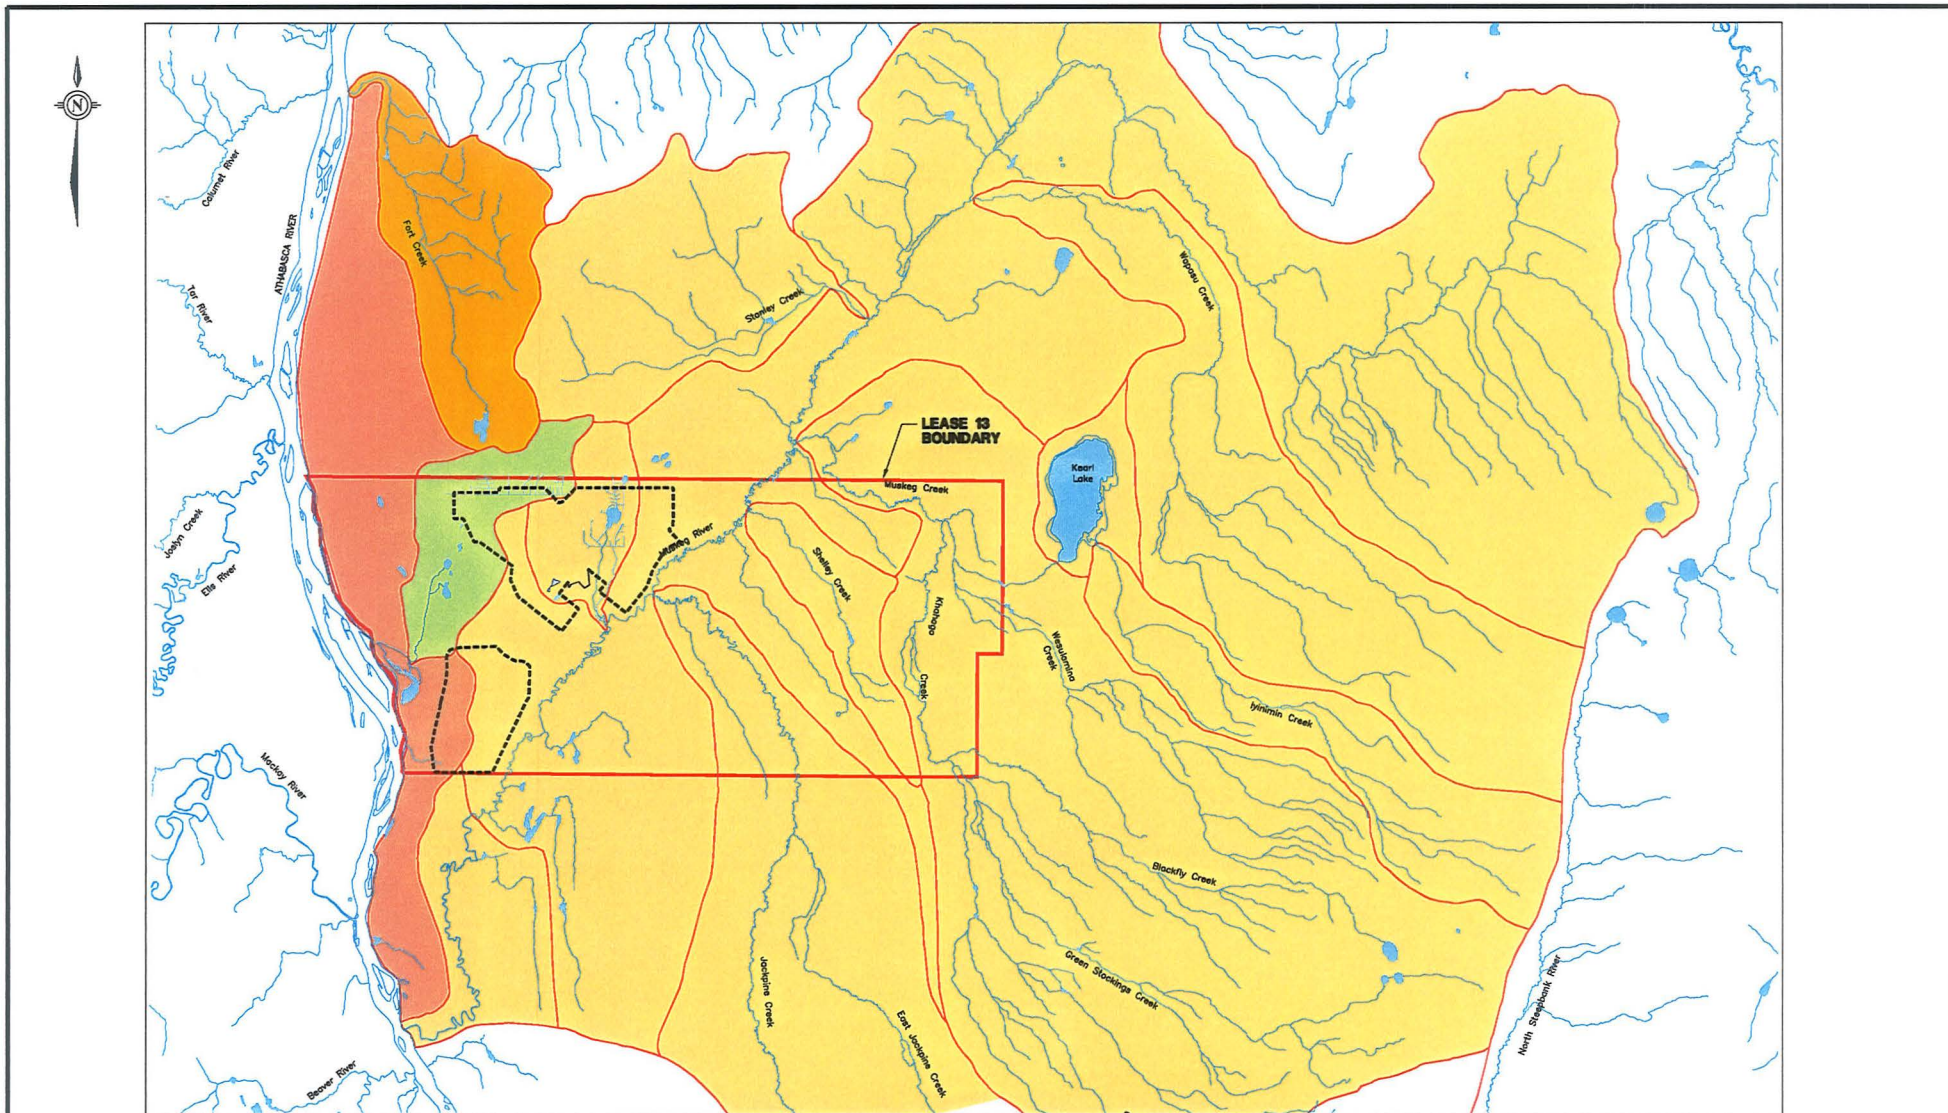 N
Calumet River
ATHABASCA RIVER
Fort Creek
Tar River
Stanley Creek
Wapasu Creek
LEASE 13
BOUNDARY
Kearl
Lake
Muskeg Creek
Joslyn Creek
Ells River
Muskeg River
Shelley Creek
Khahago
Creek
Wesukemina
Creek
Iyinimin Creek
Mackay River
Blackfly Creek
Green Stockings Creek
Jackpine Creek
East Jackpine Creek
North Steepbank River
Beaver River